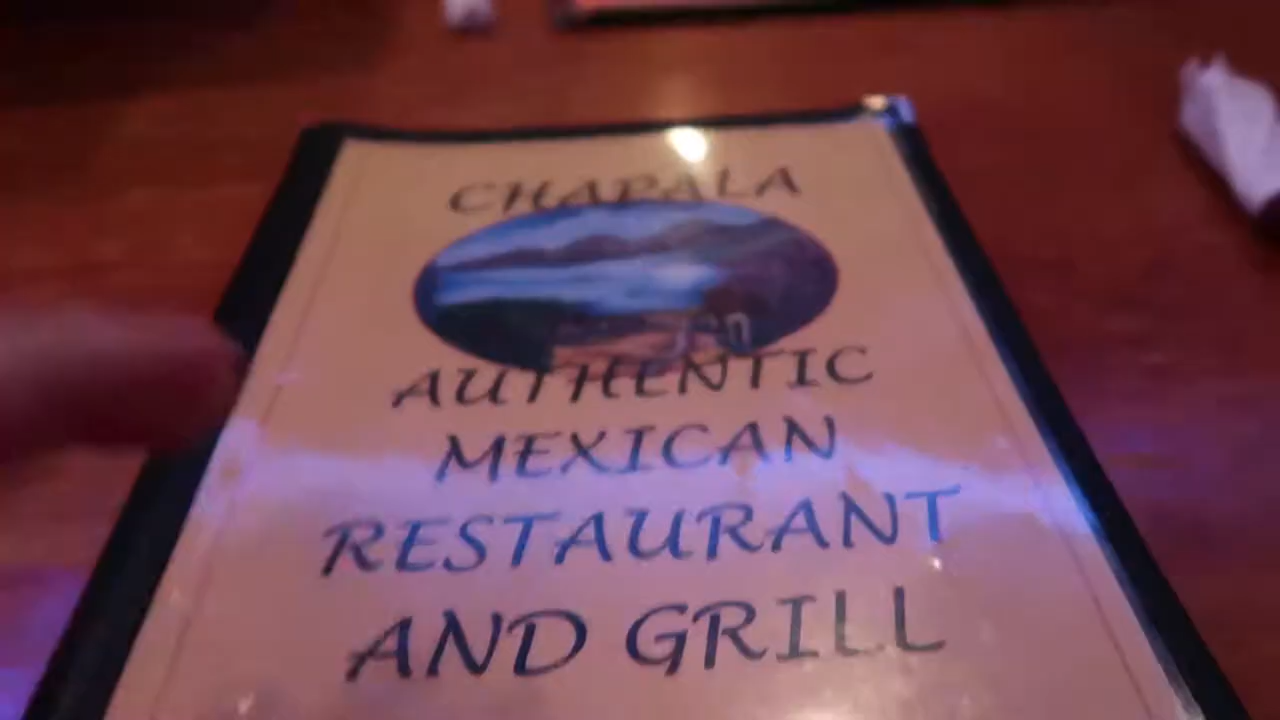 CHAPALA
AUTHENTIC
MEXICAN
RESTAURANT
AND GRILL